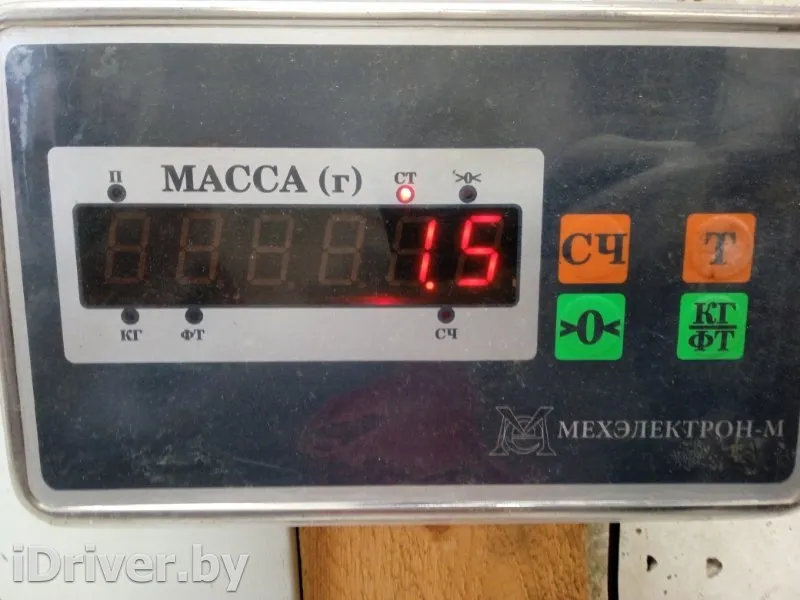 П МАССА (г) СТ >0<
1.5
КГ ФТ СЧ
СЧ Т
>0< КГ/ФТ
МЕХЭЛЕКТРОН-М
iDriver.by